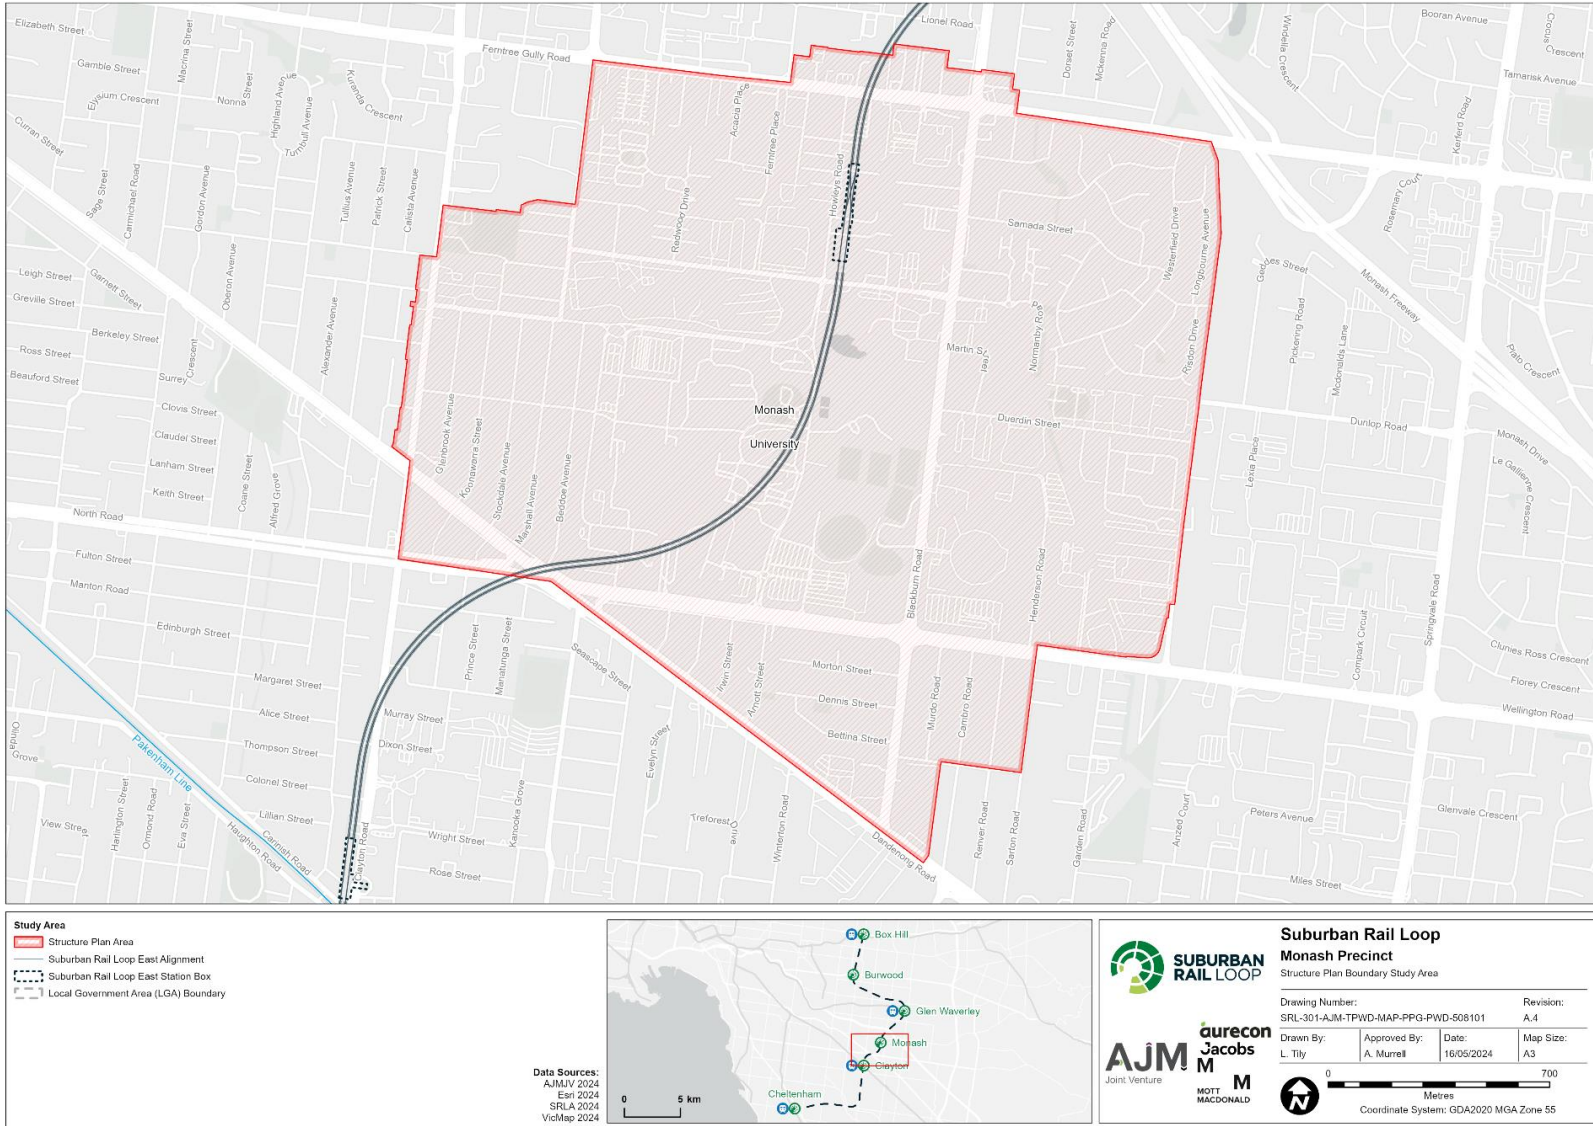 Elizabeth Street
Macrina Street
Ferntree Gully Road
Lionel Road
Dorset Street
Mckenna Road
Windella Crescent
Booran Avenue
Crocus Crescent
Gamble Street
Elysium Crescent
Nonna Street
Highland Avenue
Turnbull Avenue
Kuranda Crescent
Acacia Place
Ferntree Place
Tamarisk Avenue
Curran Street
Sage Street
Carmichael Road
Gordon Avenue
Tullius Avenue
Patrick Street
Calista Avenue
Redwood Drive
Howleys Road
Samada Street
Westerfield Drive
Longbourne Avenue
Kerferd Road
Rosemary Court
Leigh Street
Garnett Street
Oberon Avenue
Monash Freeway
Greville Street
Berkeley Street
Alexander Avenue
Ross Street
Surrey Crescent
Beauford Street
Clovis Street
Claudel Street
Lanham Street
Keith Street
Coane Street
Alfred Grove
Glenbrook Avenue
Koonawarra Street
Stockdale Avenue
Marshall Avenue
Beddoe Avenue
Monash
University
Martin Street
Normanby Road
Risdon Drive
Pickering Road
Mcdonalds Lane
Prato Crescent
Duerdin Street
Dunlop Road
Monash Drive
Le Gallienne Crescent
Lexia Place
North Road
Fulton Street
Manton Road
Edinburgh Street
Blackburn Road
Henderson Road
Springvale Road
Compark Circuit
Clunies Ross Crescent
Florey Crescent
Wellington Road
Prince Street
Mariatunga Street
Seascape Street
Irwin Street
Arnott Street
Morton Street
Dennis Street
Bettina Street
Murdo Road
Cambro Road
Margaret Street
Alice Street
Murray Street
Dixon Street
Thompson Street
Colonel Street
Lillian Street
Pakenham Line
Evelyn Street
View Street
Harlington Street
Ormond Road
Eva Street
Haughton Road
Carinish Road
Clayton Road
Wright Street
Rose Street
Kanooka Grove
Treforest Drive
Winterton Road
Dandenong Road
Renver Road
Sarton Road
Garden Road
Anzed Court
Peters Avenue
Glenvale Crescent
Miles Street
Study Area
Structure Plan Area
Suburban Rail Loop East Alignment
Suburban Rail Loop East Station Box
Local Government Area (LGA) Boundary
Data Sources:
AJMJV 2024
Esri 2024
SRLA 2024
VicMap 2024
Box Hill
Burwood
Glen Waverley
Monash
Clayton
Cheltenham
0 5 km
SUBURBAN
RAIL LOOP
AJM
Joint Venture
aurecon
Jacobs
M
M
MOTT
MACDONALD
Suburban Rail Loop
Monash Precinct
Structure Plan Boundary Study Area
Drawing Number:
SRL-301-AJM-TPWD-MAP-PPG-PWD-508101
Revision:
A.4
Drawn By:
L. Tily
Approved By:
A. Murrell
Date:
16/05/2024
Map Size:
A3
N
0 700
Metres
Coordinate System: GDA2020 MGA Zone 55